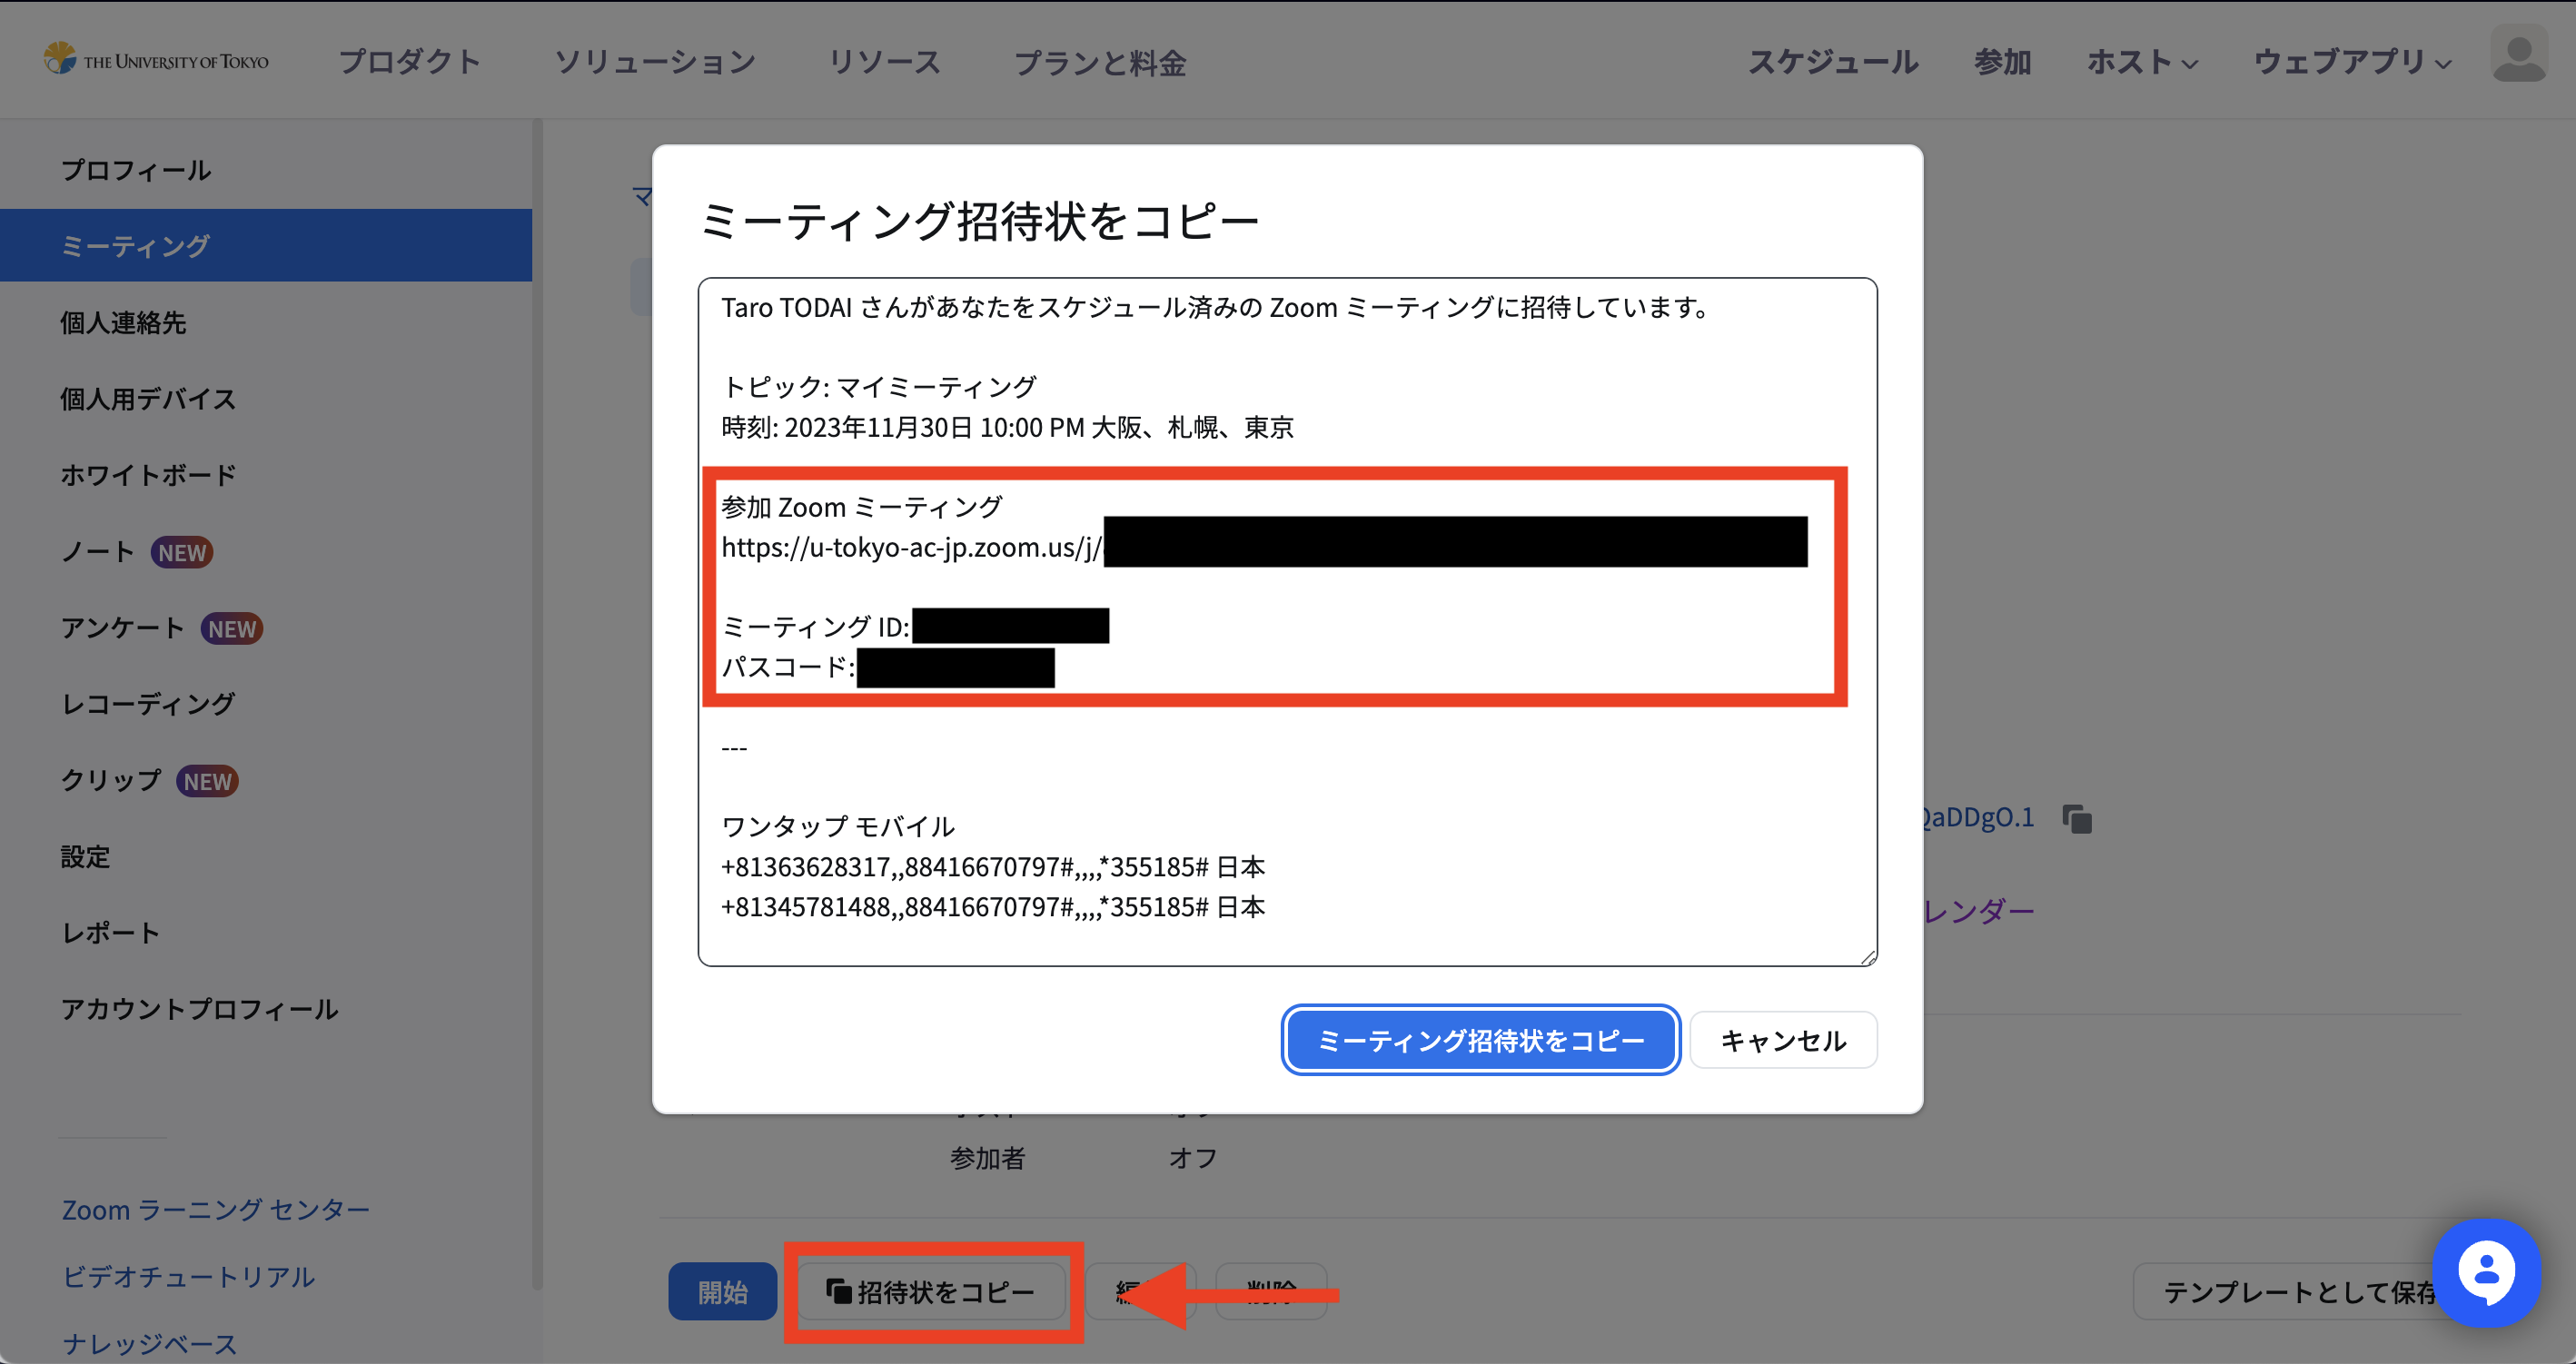 THE UNIVERSITY OF TOKYO
プロダクト
ソリューション
リソース
プランと料金
スケジュール
参加
ホスト
ウェブアプリ
プロフィール
ミーティング
個人連絡先
個人用デバイス
ホワイトボード
ノート NEW
アンケート NEW
レコーディング
クリップ NEW
設定
レポート
アカウントプロフィール
Zoom ラーニング センター
ビデオチュートリアル
ナレッジベース
マ
ミーティング招待状をコピー
Taro TODAI さんがあなたをスケジュール済みの Zoom ミーティングに招待しています。
トピック: マイミーティング
時刻: 2023年11月30日 10:00 PM 大阪、札幌、東京
参加 Zoom ミーティング
https://u-tokyo-ac-jp.zoom.us/j/
ミーティング ID:
パスコード:
---
ワンタップ モバイル
+81363628317,,88416670797#,,,,*355185# 日本
+81345781488,,88416670797#,,,,*355185# 日本
ミーティング招待状をコピー
キャンセル
QaDDgO.1
レンダー
参加者
オフ
開始
招待状をコピー
削除
テンプレートとして保存